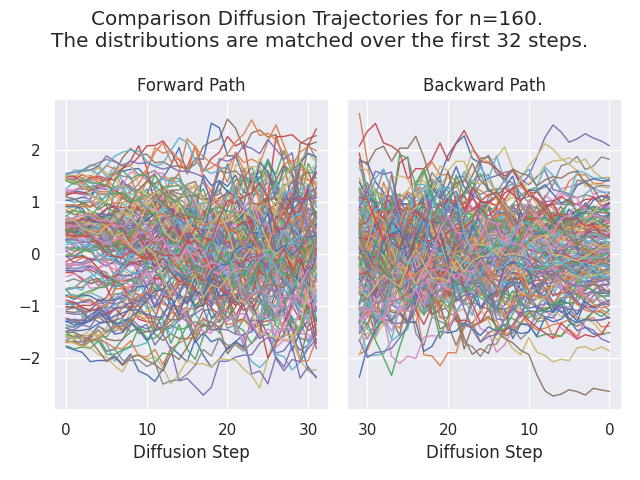 Comparison Diffusion Trajectories for n=160.
The distributions are matched over the first 32 steps.
Forward Path
Backward Path
2
1
0
−1
−2
0 10 20 30
30 20 10 0
Diffusion Step
Diffusion Step